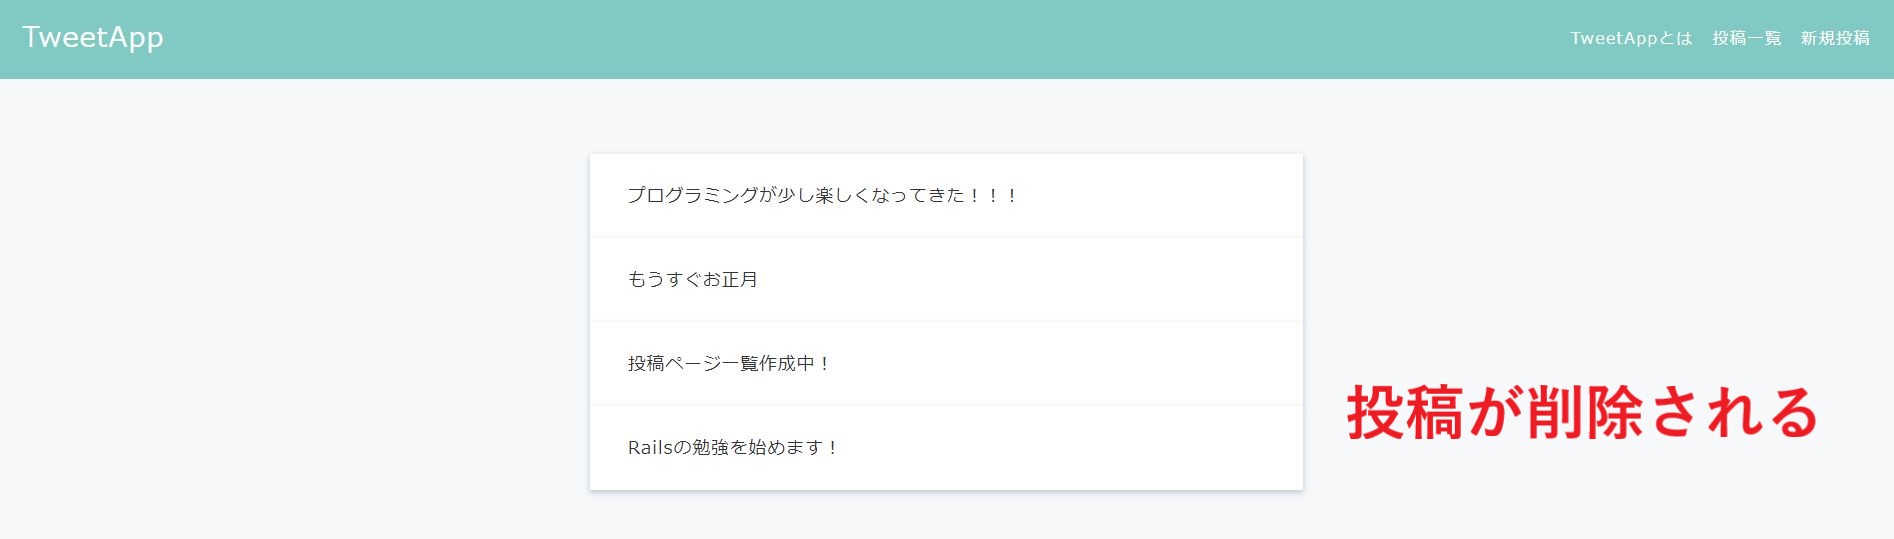 TweetApp
TweetAppとは 投稿一覧 新規投稿
プログラミングが少し楽しくなってきた！！！
もうすぐお正月
投稿ページ一覧作成中！
Railsの勉強を始めます！
投稿が削除される